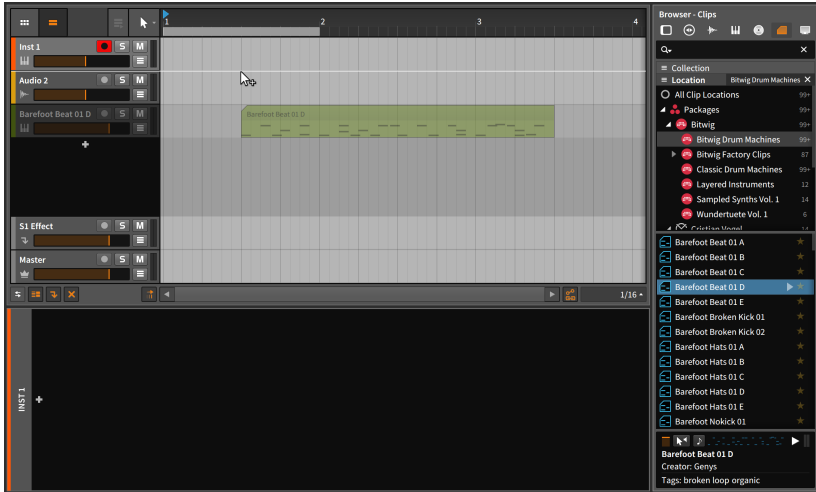 1 2 3 4
Inst 1 S M
Audio 2 S M
Barefoot Beat 01 D S M
Barefoot Beat 01 D
S1 Effect S M
Master S M
1/16
INST 1
Browser - Clips
Collection
Location Bitwig Drum Machines
All Clip Locations 99+
Packages 99+
Bitwig 99+
Bitwig Drum Machines 99+
Bitwig Factory Clips 87
Classic Drum Machines 99+
Layered Instruments 12
Sampled Synths Vol. 1 14
Wundertuete Vol. 1 6
Cristian Vogel 14
Barefoot Beat 01 A
Barefoot Beat 01 B
Barefoot Beat 01 C
Barefoot Beat 01 D
Barefoot Beat 01 E
Barefoot Broken Kick 01
Barefoot Broken Kick 02
Barefoot Hats 01 A
Barefoot Hats 01 B
Barefoot Hats 01 C
Barefoot Hats 01 D
Barefoot Hats 01 E
Barefoot Nokick 01
Barefoot Beat 01 D
Creator: Genys
Tags: broken loop organic